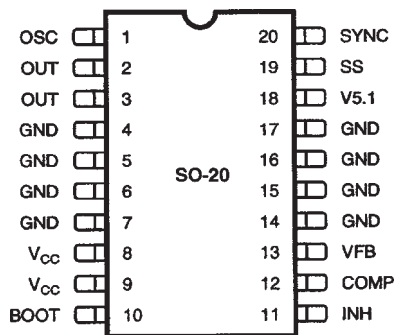 OSC 1 20 SYNC
OUT 2 19 SS
OUT 3 18 V5.1
GND 4 17 GND
GND 5 16 GND
SO-20
GND 6 15 GND
GND 7 14 GND
VCC 8 13 VFB
VCC 9 12 COMP
BOOT 10 11 INH